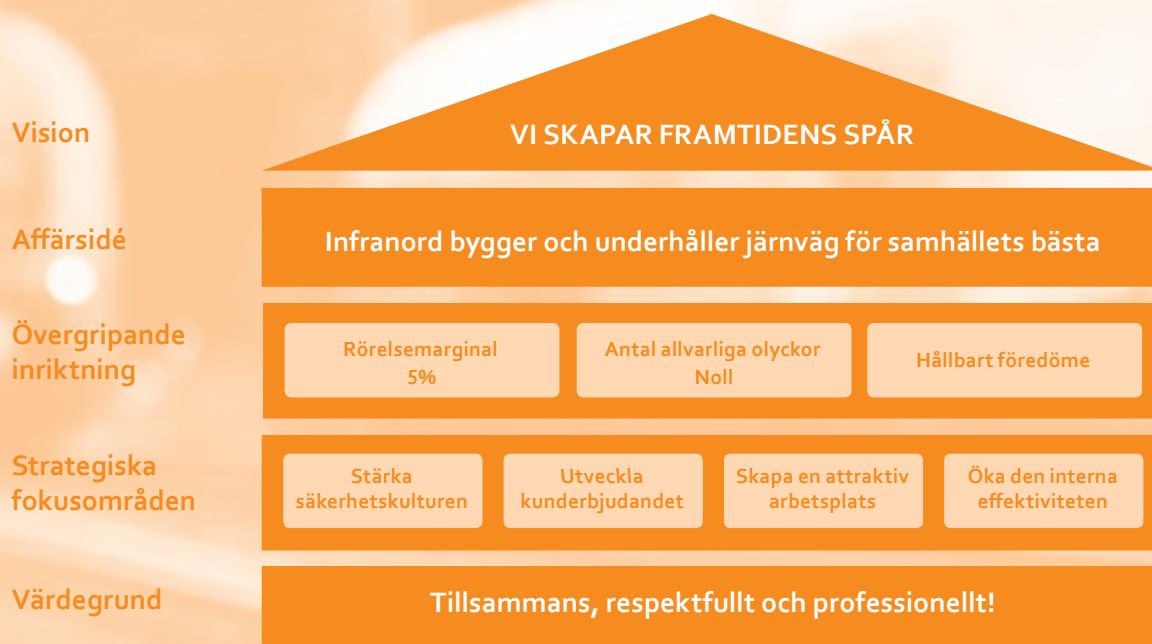 Vision
VI SKAPAR FRAMTIDENS SPÅR
Affärsidé
Infranord bygger och underhåller järnväg för samhällets bästa
Övergripande
inriktning
Rörelsemarginal
5%
Antal allvarliga olyckor
Noll
Hållbart föredöme
Strategiska
fokusområden
Stärka
säkerhetskulturen
Utveckla
kunderbjudandet
Skapa en attraktiv
arbetsplats
Öka den interna
effektiviteten
Värdegrund
Tillsammans, respektfullt och professionellt!